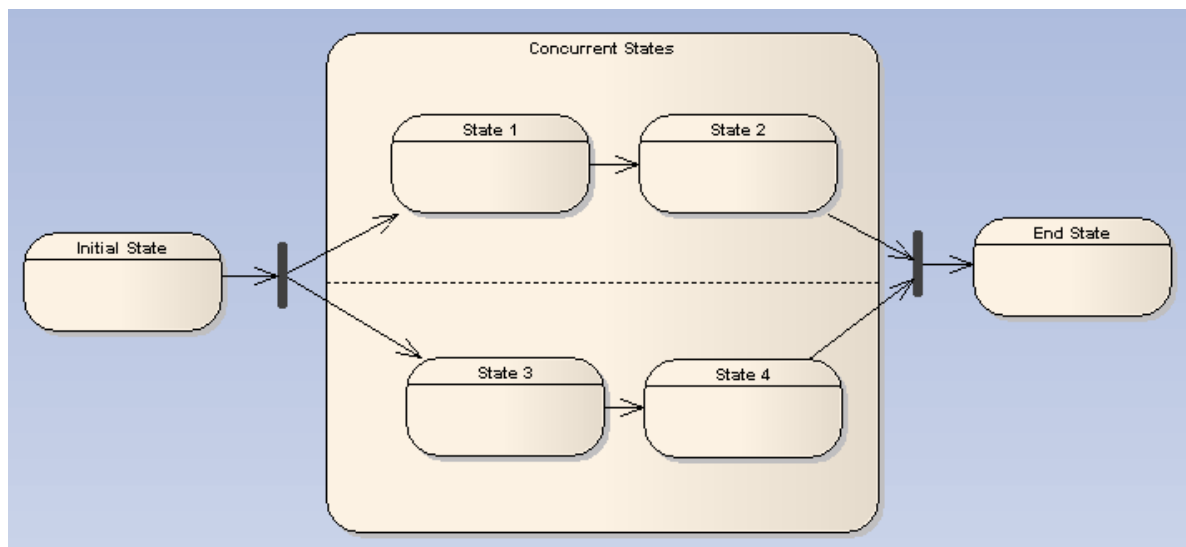 Concurrent States
State 1
State 2
Initial State
End State
State 3
State 4